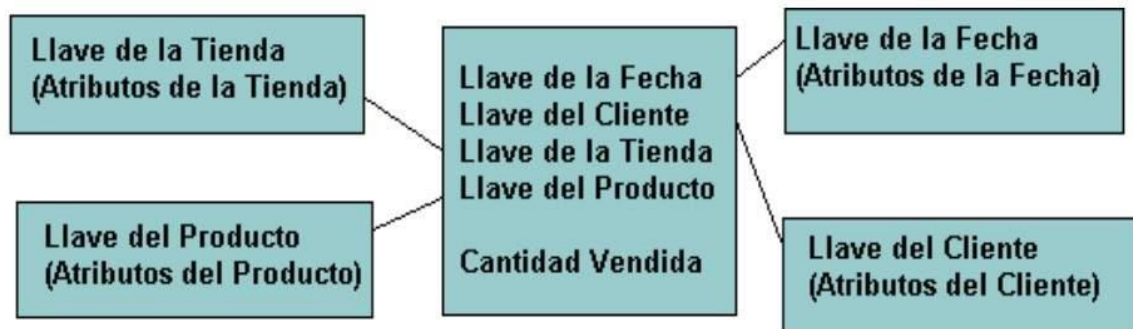 Llave de la Tienda
(Atributos de la Tienda)
Llave del Producto
(Atributos del Producto)
Llave de la Fecha
Llave del Cliente
Llave de la Tienda
Llave del Producto
Cantidad Vendida
Llave de la Fecha
(Atributos de la Fecha)
Llave del Cliente
(Atributos del Cliente)